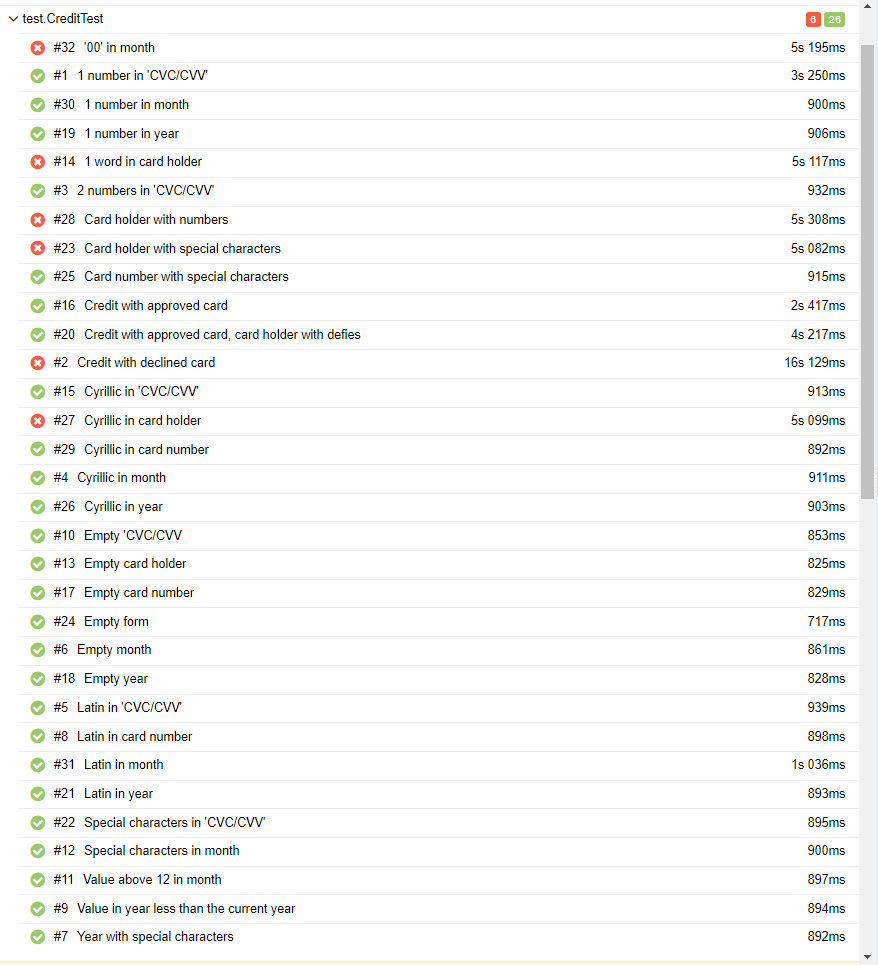 test.CreditTest 6 26
#32 '00' in month 5s 195ms
#1 1 number in 'CVC/CVV' 3s 250ms
#30 1 number in month 900ms
#19 1 number in year 906ms
#14 1 word in card holder 5s 117ms
#3 2 numbers in 'CVC/CVV' 932ms
#28 Card holder with numbers 5s 308ms
#23 Card holder with special characters 5s 082ms
#25 Card number with special characters 915ms
#16 Credit with approved card 2s 417ms
#20 Credit with approved card, card holder with defies 4s 217ms
#2 Credit with declined card 16s 129ms
#15 Cyrillic in 'CVC/CVV' 913ms
#27 Cyrillic in card holder 5s 099ms
#29 Cyrillic in card number 892ms
#4 Cyrillic in month 911ms
#26 Cyrillic in year 903ms
#10 Empty 'CVC/CVV 853ms
#13 Empty card holder 825ms
#17 Empty card number 829ms
#24 Empty form 717ms
#6 Empty month 861ms
#18 Empty year 828ms
#5 Latin in 'CVC/CVV' 939ms
#8 Latin in card number 898ms
#31 Latin in month 1s 036ms
#21 Latin in year 893ms
#22 Special characters in 'CVC/CVV' 895ms
#12 Special characters in month 900ms
#11 Value above 12 in month 897ms
#9 Value in year less than the current year 894ms
#7 Year with special characters 892ms